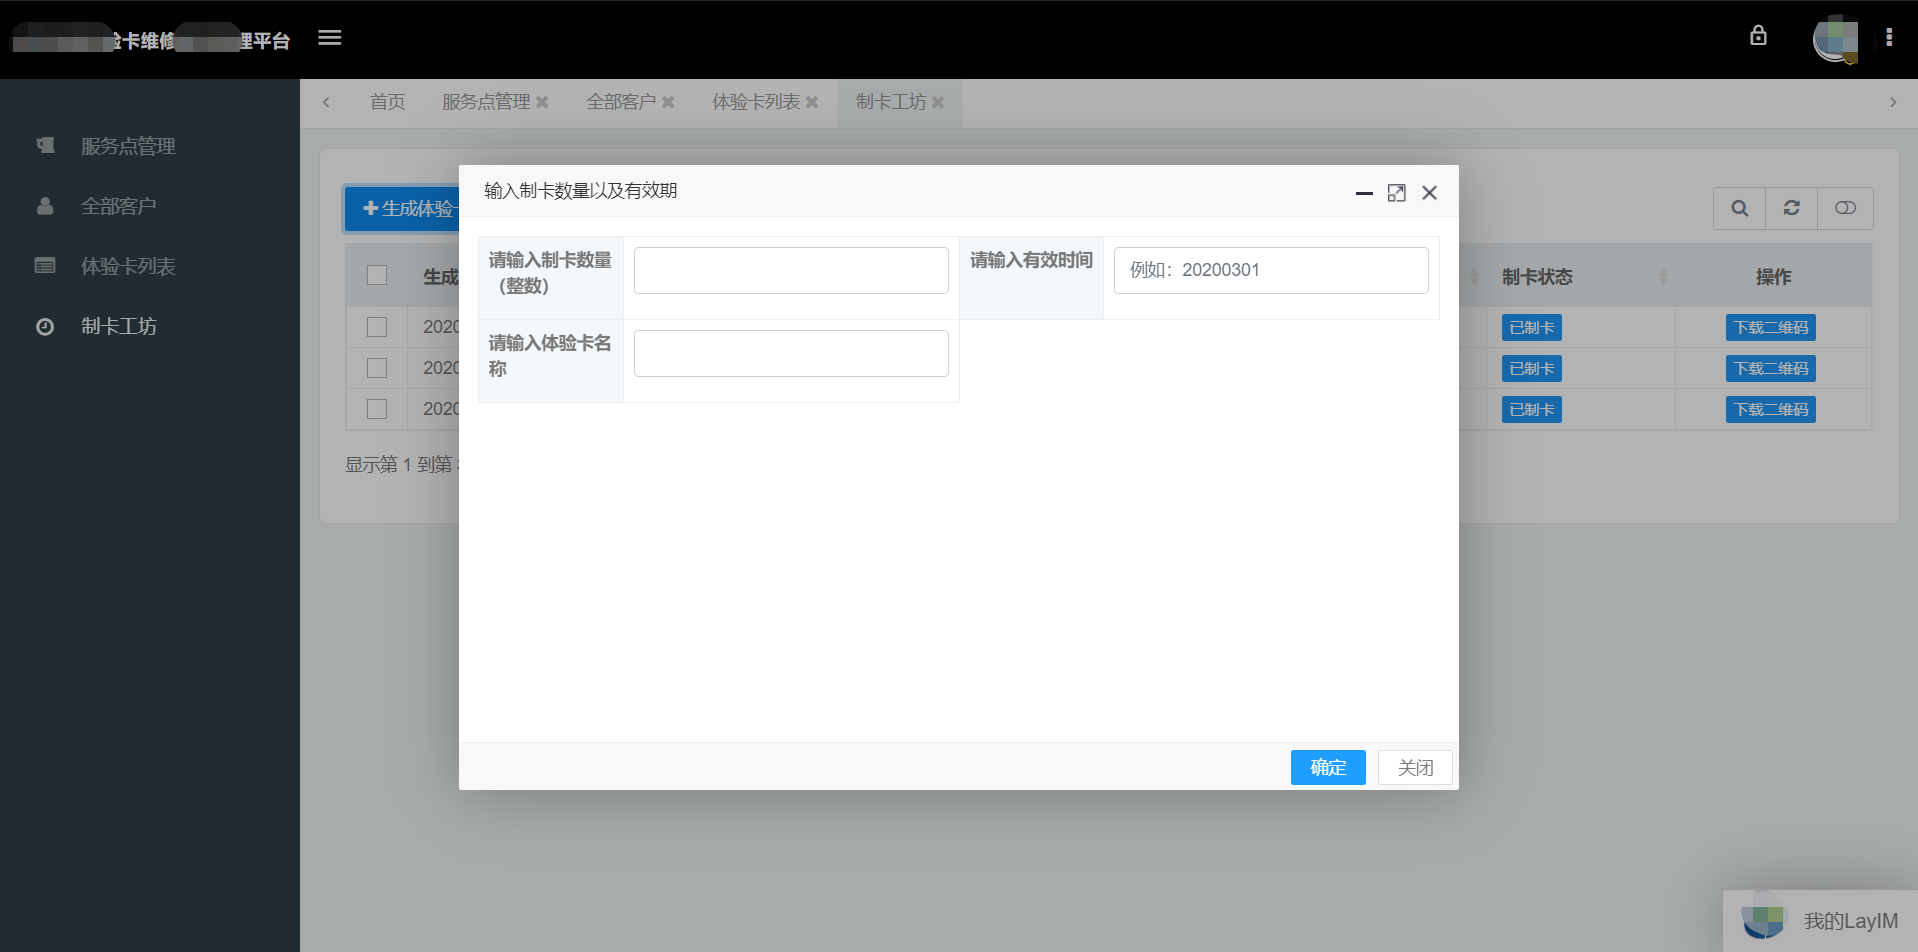 卡维修
理平台
首页
服务点管理
全部客户
体验卡列表
制卡工坊
服务点管理
全部客户
体验卡列表
制卡工坊
生成体验
输入制卡数量以及有效期
请输入制卡数量
（整数）
请输入有效时间
例如：20200301
请输入体验卡名
称
生成
制卡状态
操作
2020
已制卡
下载二维码
2020
已制卡
下载二维码
2020
已制卡
下载二维码
显示第 1 到第
确定
关闭
我的LayIM